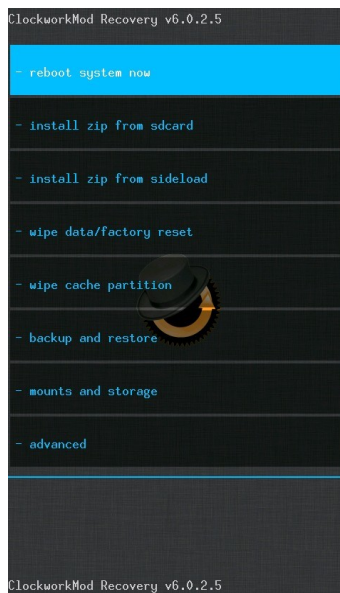 ClockworkMod Recovery v6.0.2.5
- reboot system now
- install zip from sdcard
- install zip from sideload
- wipe data/factory reset
- wipe cache partition
- backup and restore
- mounts and storage
- advanced
ClockworkMod Recovery v6.0.2.5